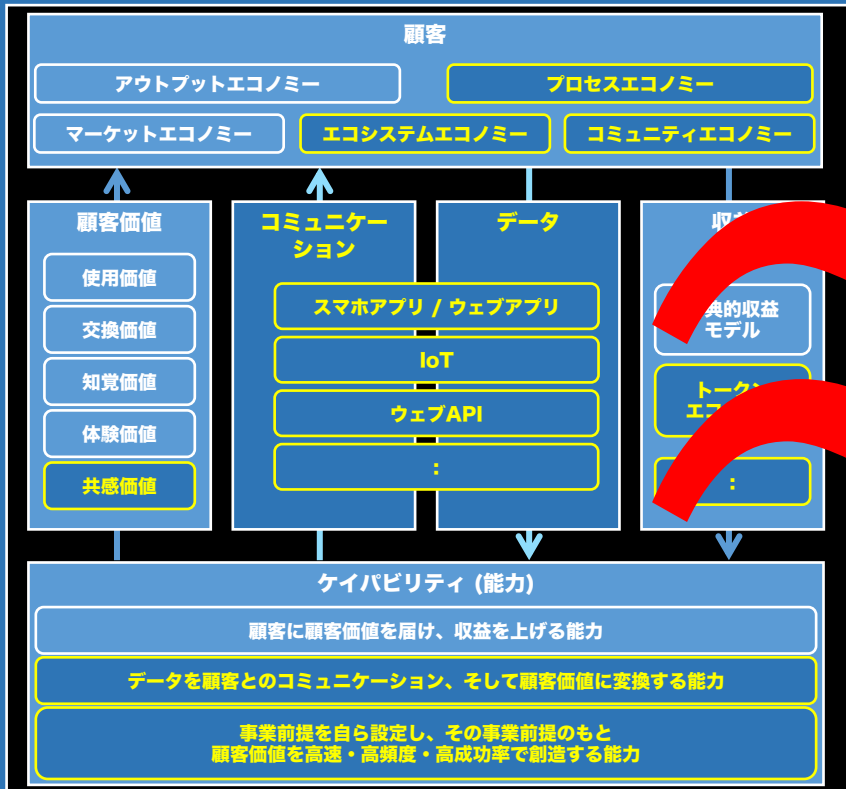 顧客
アウトプットエコノミー
プロセスエコノミー
マーケットエコノミー
エコシステムエコノミー
コミュニティエコノミー
顧客価値
使用価値
交換価値
知覚価値
体験価値
共感価値
コミュニケー
ション
データ
スマホアプリ / ウェブアプリ
IoT
ウェブAPI
:
典的収益
モデル
:
ケイパビリティ (能力)
顧客に顧客価値を届け、収益を上げる能力
データを顧客とのコミュニケーション、そして顧客価値に変換する能力
事業前提を自ら設定し、その事業前提のもと
顧客価値を高速・高頻度・高成功率で創造する能力